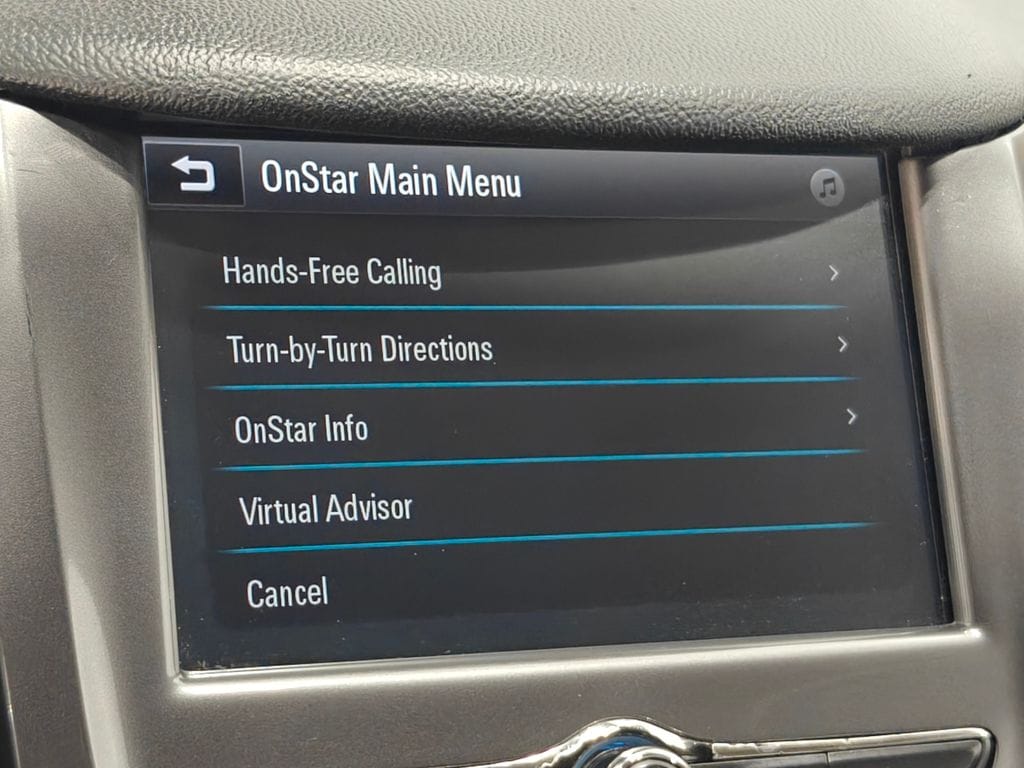 OnStar Main Menu
Hands-Free Calling
Turn-by-Turn Directions
OnStar Info
Virtual Advisor
Cancel